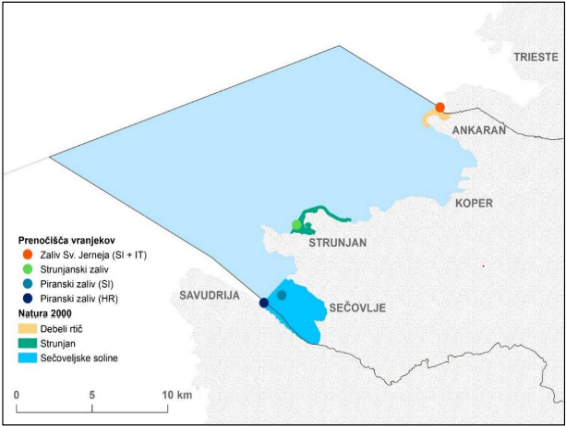 TRIESTE
ANKARAN
KOPER
STRUNJAN
SAVUDRIJA
SEČOVLJE
Prenočišča vranjekov
Zaliv Sv. Jerneja (SI + IT)
Strunjanski zaliv
Piranski zaliv (SI)
Piranski zaliv (HR)
Natura 2000
Debeli rtič
Strunjan
Sečoveljske soline
0 5 10 km